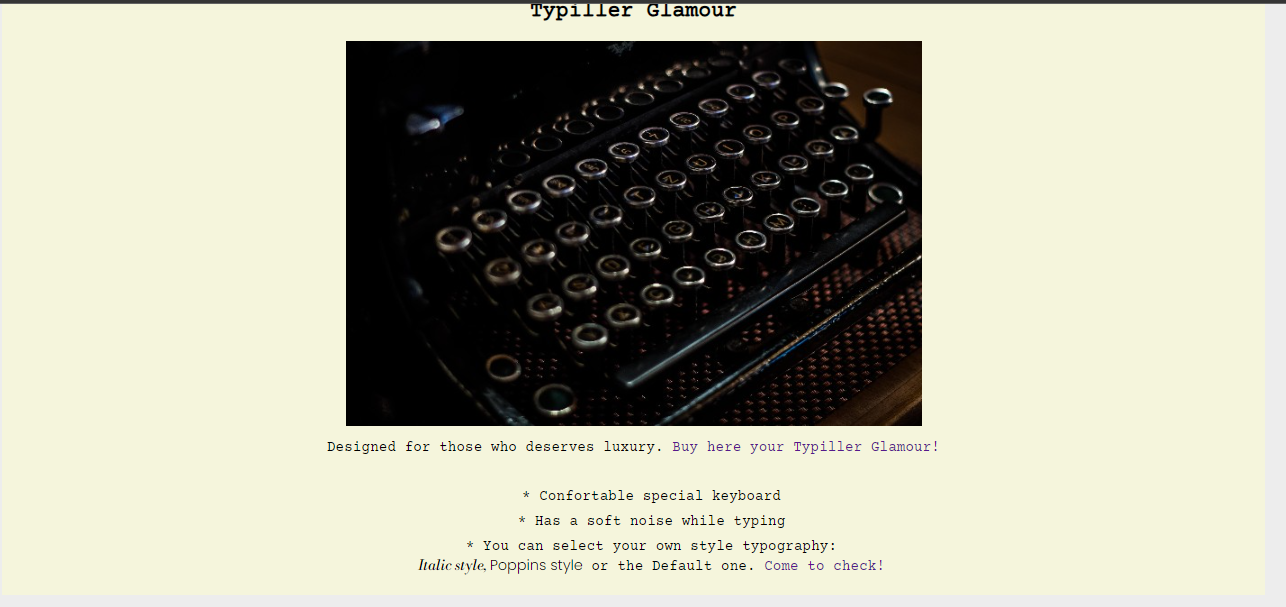 Typiller Glamour
Designed for those who deserves luxury. Buy here your Typiller Glamour!
* Confortable special keyboard
* Has a soft noise while typing
* You can select your own style typography:
Italic style, Poppins style or the Default one. Come to check!